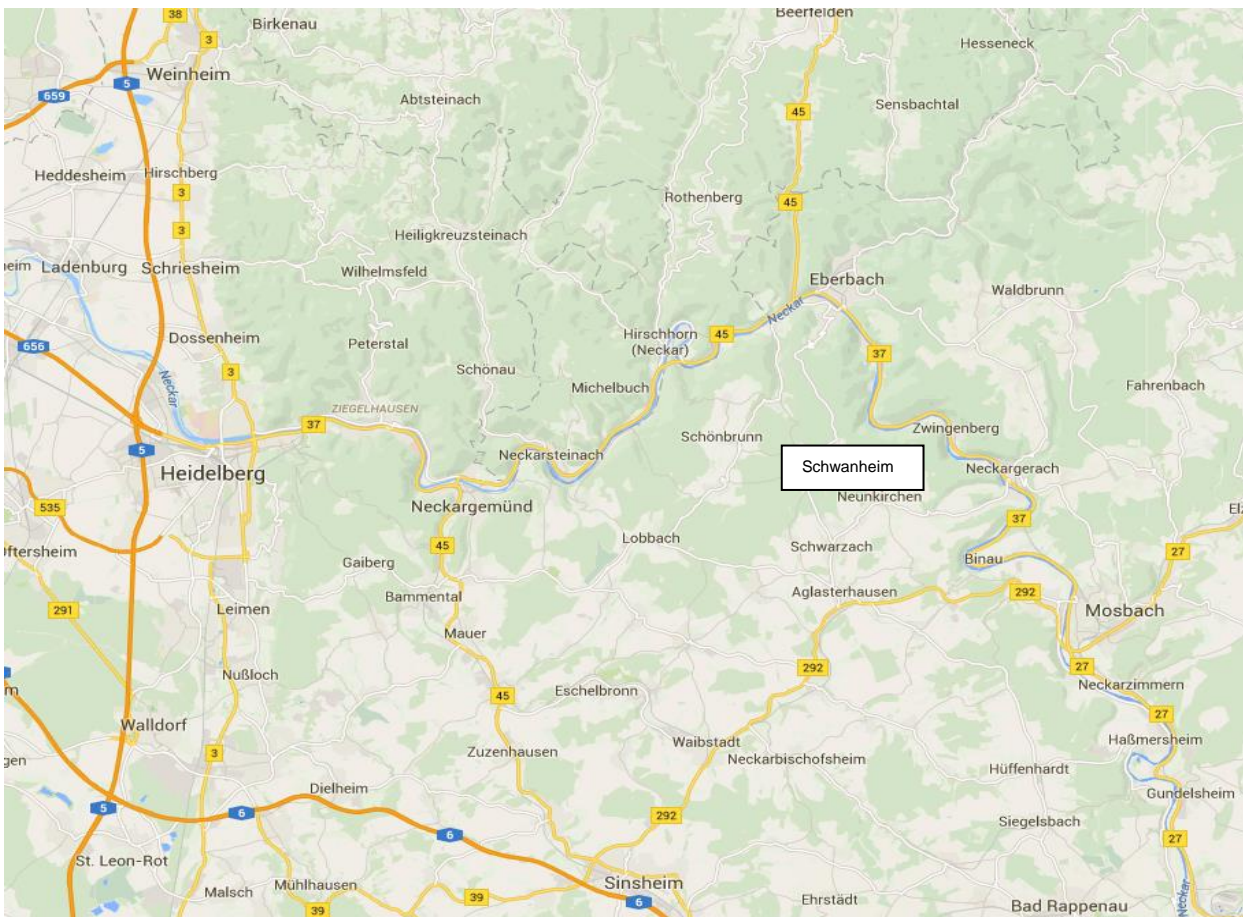 Beerfelden
38
Birkenau
3
Hesseneck
Weinheim
5
659
Abtsteinach
Sensbachtal
45
Heddesheim
Hirschberg
3
Rothenberg
45
3
Heiligkreuzsteinach
eim
Ladenburg
Schriesheim
Wilhelmsfeld
Eberbach
Waldbrunn
Neckar
Hirschhorn
(Neckar)
45
Dossenheim
Peterstal
656
37
Neckar
3
Schönau
Michelbuch
Fahrenbach
ZIEGELHAUSEN
37
Zwingenberg
Schönbrunn
5
Neckarsteinach
Schwanheim
Heidelberg
Neckargerach
Neunkirchen
535
Neckargemünd
37
45
Lobbach
Schwarzach
27
Elz
ftersheim
Gaiberg
Binau
291
Leimen
Bammental
Aglasterhausen
292
Mosbach
Mauer
292
27
Nußloch
Neckarzimmern
45
Eschelbronn
m
Walldorf
27
Waibstadt
Haßmersheim
3
Zuzenhausen
Neckarbischofsheim
gen
Hüffenhardt
Dielheim
Gundelsheim
5
6
292
Siegelsbach
6
27
St. Leon-Rot
Sinsheim
Malsch
Mühlhausen
39
39
6
Ehrstädt
Bad Rappenau
Neckar